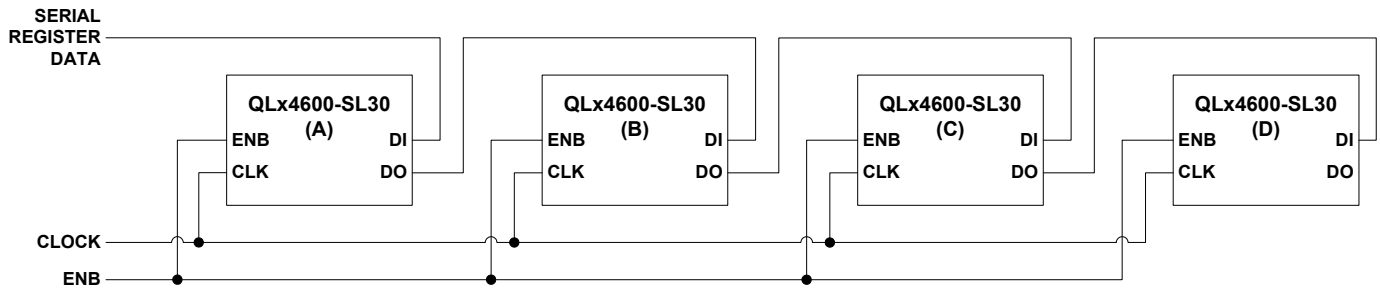 SERIAL
REGISTER
DATA
QLx4600-SL30
(A)
ENB
DI
CLK
DO
QLx4600-SL30
(B)
ENB
DI
CLK
DO
QLx4600-SL30
(C)
ENB
DI
CLK
DO
QLx4600-SL30
(D)
ENB
DI
CLK
DO
CLOCK
ENB